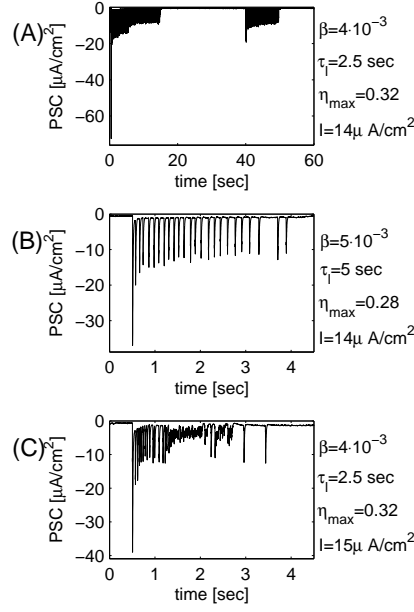 (A)
PSC [µA/cm²]
0
−20
−40
−60
0
20
40
60
time [sec]
β=4·10⁻³
τ_l=2.5 sec
η_max=0.32
I=14µ A/cm²
(B)
PSC [µA/cm²]
0
−10
−20
−30
0
1
2
3
4
time [sec]
β=5·10⁻³
τ_l=5 sec
η_max=0.28
I=14µ A/cm²
(C)
PSC [µA/cm²]
0
−10
−20
−30
−40
0
1
2
3
4
time [sec]
β=4·10⁻³
τ_l=2.5 sec
η_max=0.32
I=15µ A/cm²